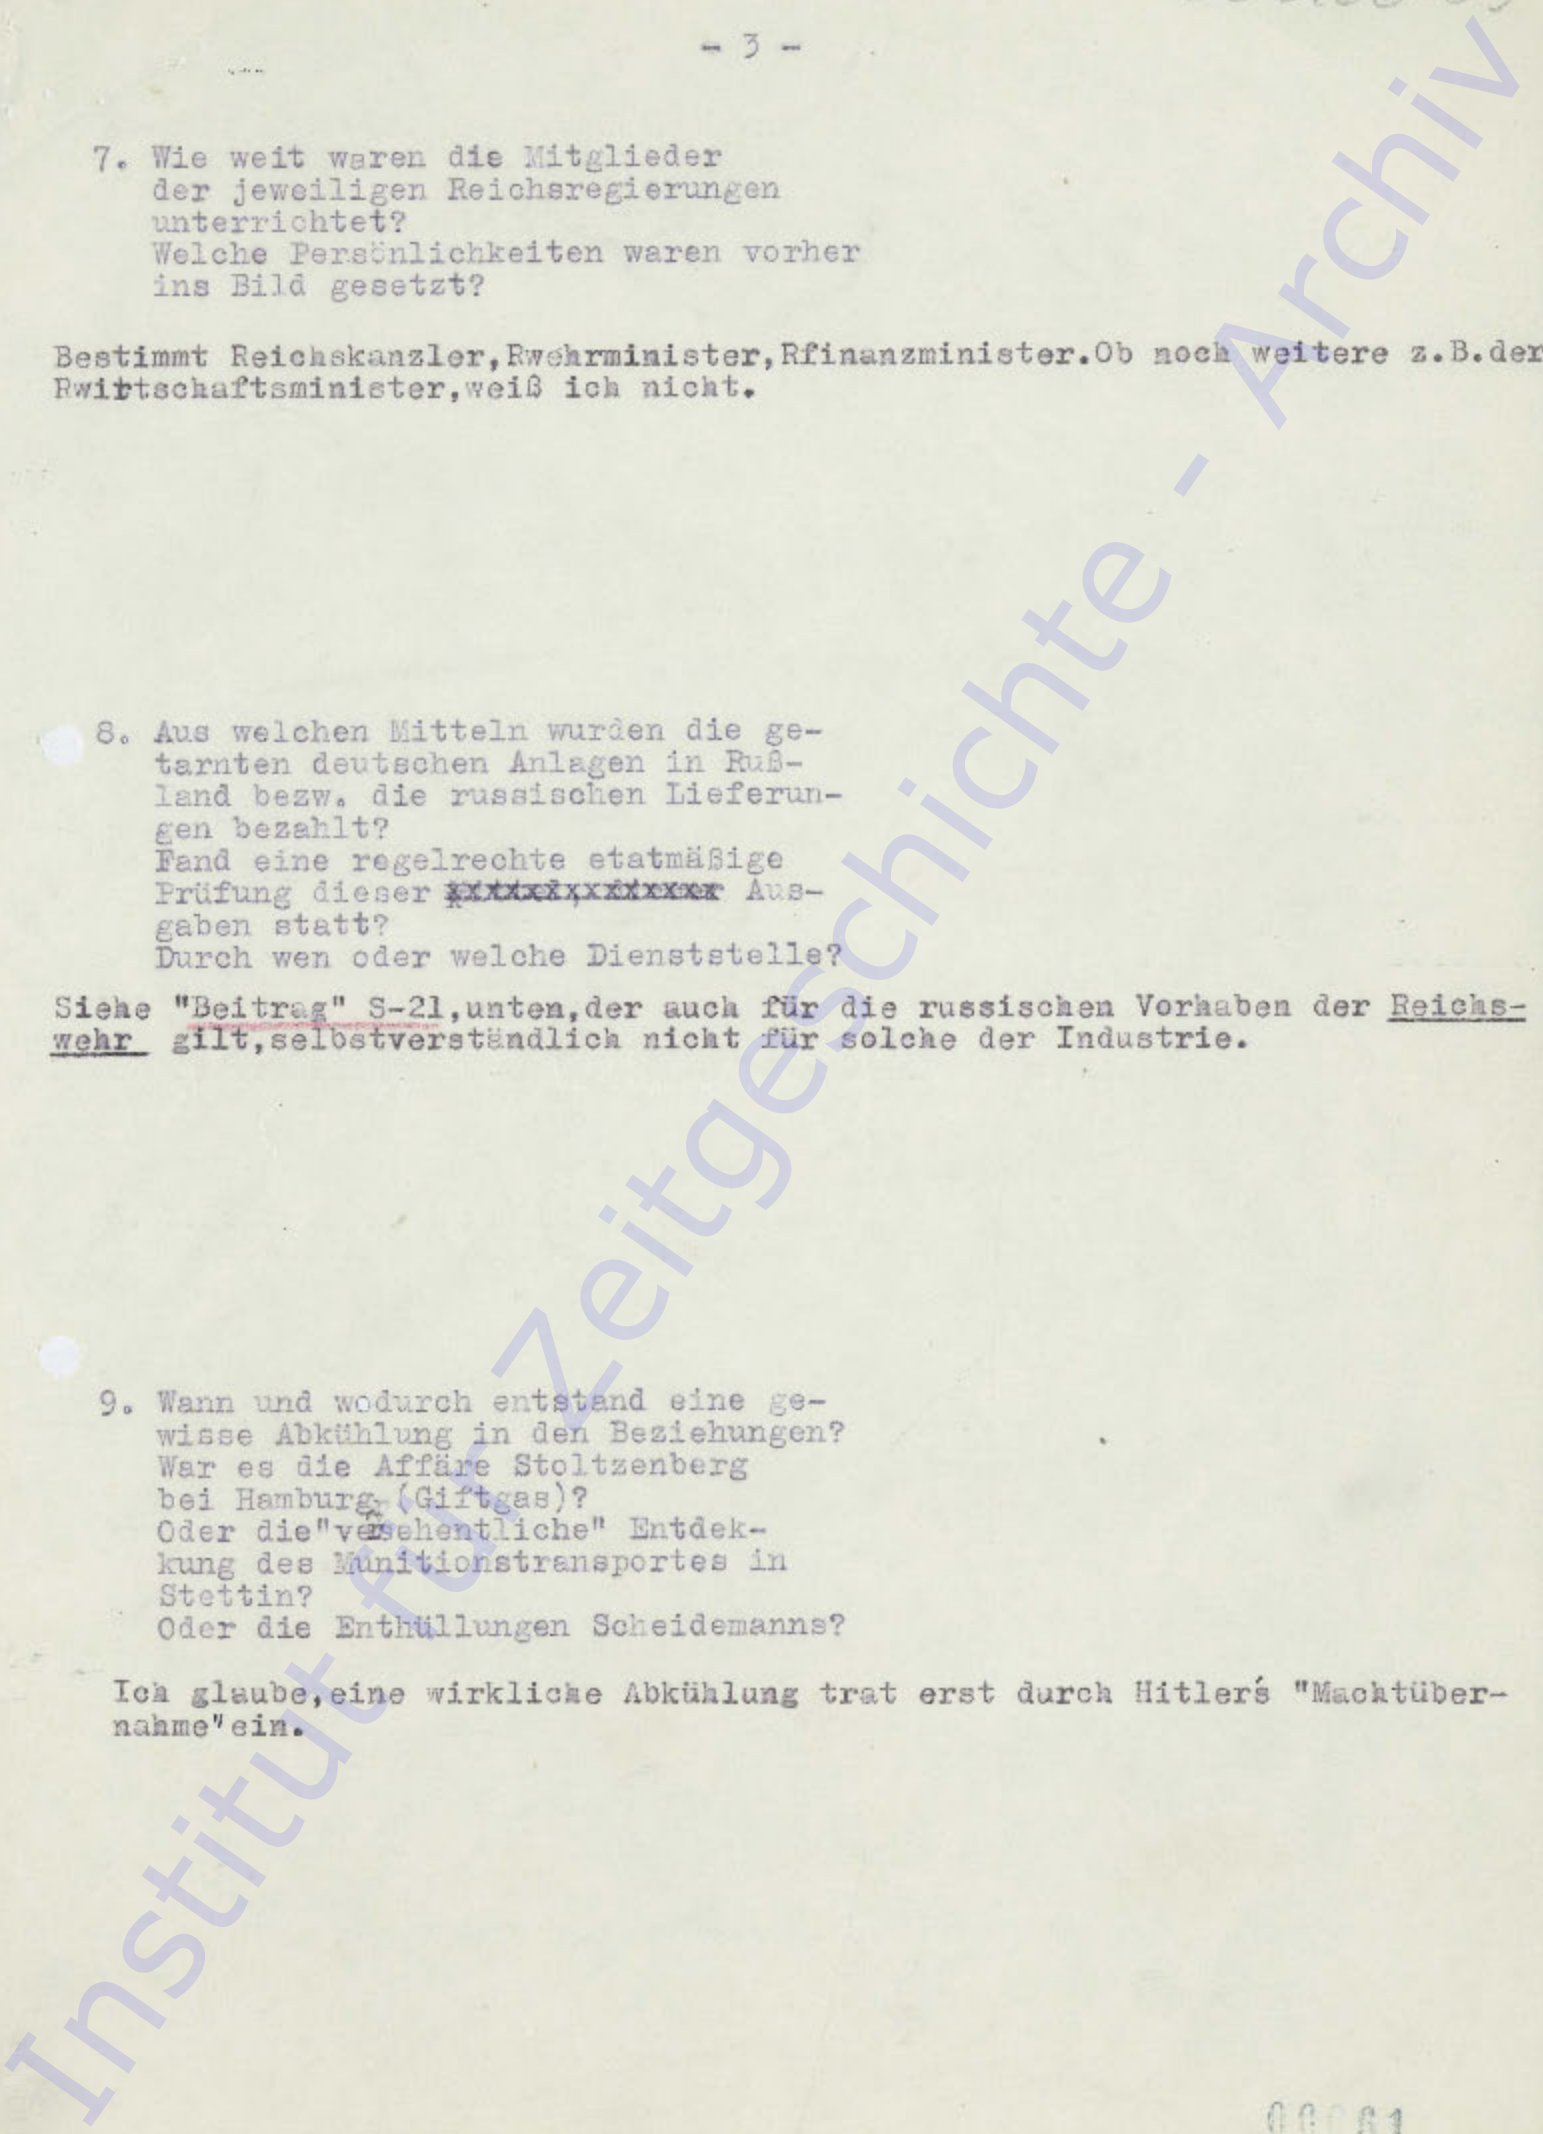 - 3 -
7. Wie weit waren die Mitglieder
der jeweiligen Reichsregierungen
unterrichtet?
Welche Persönlichkeiten waren vorher
ins Bild gesetzt?
Bestimmt Reichskanzler,Rwehrminister,Rfinanzminister.Ob noch weitere z.B.der
Rwirtschaftsminister,weiß ich nicht.
8. Aus welchen Mitteln wurden die ge-
tarnten deutschen Anlagen in Ruß-
land bezw. die russischen Lieferun-
gen bezahlt?
Fand eine regelrechte etatmäßige
Prüfung dieser Aus-
gaben statt?
Durch wen oder welche Dienststelle?
Siehe "Beitrag" S-21,unten,der auch für die russischen Vorhaben der Reichs-
wehr gilt,selbstverständlich nicht für solche der Industrie.
9. Wann und wodurch entstand eine ge-
wisse Abkühlung in den Beziehungen?
War es die Affäre Stoltzenberg
bei Hamburg (Giftgas)?
Oder die"versehentliche" Entdek-
kung des Munitionstransportes in
Stettin?
Oder die Enthüllungen Scheidemanns?
Ich glaube,eine wirkliche Abkühlung trat erst durch Hitler's "Machtüber-
nahme"ein.
Institut für Zeitgeschichte - Archiv